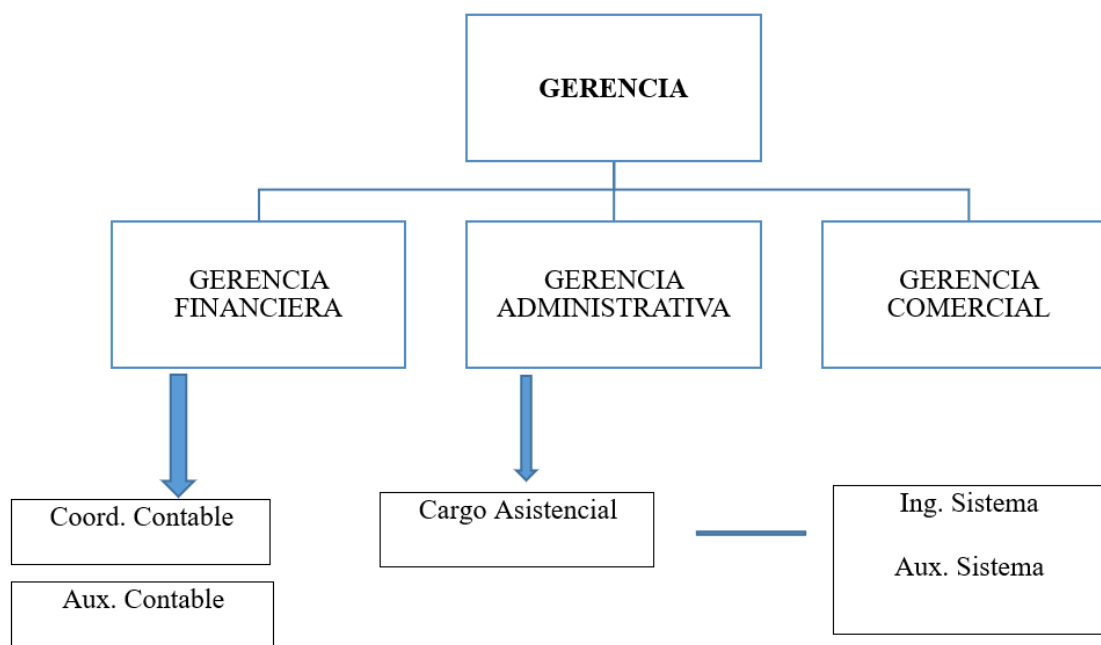 GERENCIA
GERENCIA
FINANCIERA
GERENCIA
ADMINISTRATIVA
GERENCIA
COMERCIAL
Coord. Contable
Aux. Contable
Cargo Asistencial
Ing. Sistema
Aux. Sistema